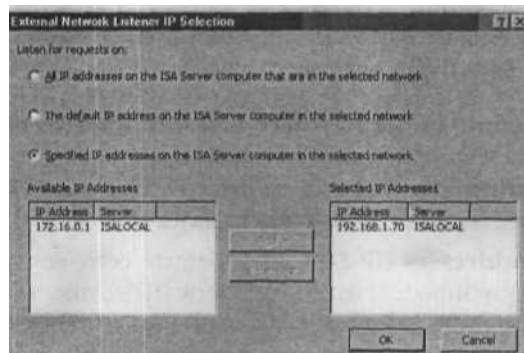 External Network Listener IP Selection
Listen for requests on:
All IP addresses on the ISA Server computer that are in the selected network
The default IP address on the ISA Server computer in the selected network
Specified IP addresses on the ISA Server computer in the selected network
Available IP Addresses
Selected IP Addresses
IP Address Server
IP Address Server
172.16.0.1 ISALOCAL
192.168.1.70 ISALOCAL
OK
Cancel